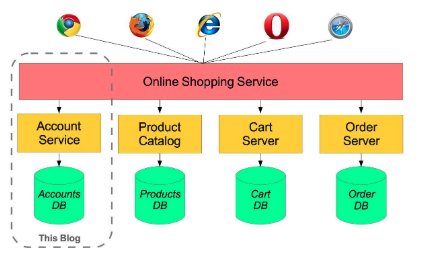 Online Shopping Service
Account
Service
Product
Catalog
Cart
Server
Order
Server
Accounts
DB
Products
DB
Cart
DB
Order
DB
This Blog